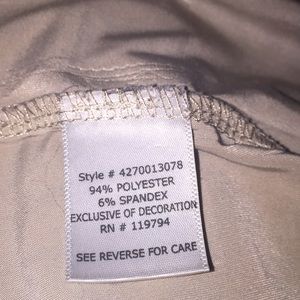 Style # 4270013078
94% POLYESTER
6% SPANDEX
EXCLUSIVE OF DECORATION
RN # 119794
SEE REVERSE FOR CARE